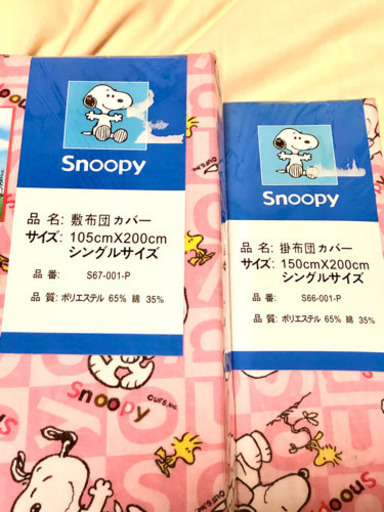 Snoopy
品 名: 敷布団カバー
サイズ: 105cmX200cm
シングルサイズ
品 番: S67-001-P
品 質: ポリエステル 65% 綿 35%
Snoopy
品 名: 掛布団カバー
サイズ: 150cmX200cm
シングルサイズ
品 番: S66-001-P
品 質: ポリエステル 65% 綿 35%
Snoopy
©UFS,Inc.